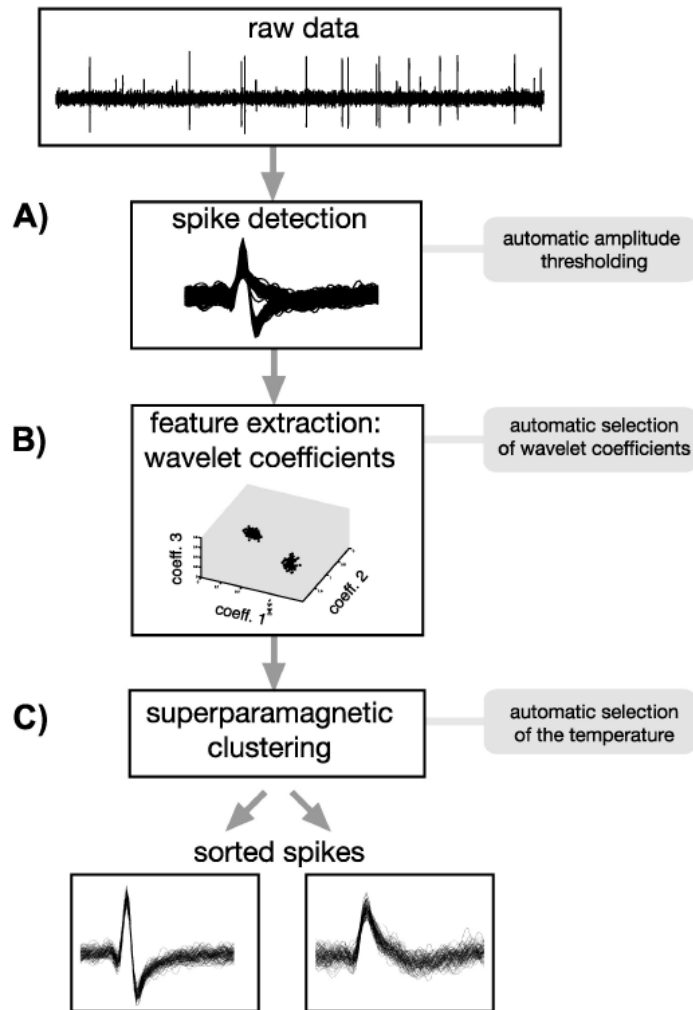 raw data
A)
spike detection
automatic amplitude
thresholding
B)
feature extraction:
wavelet coefficients
automatic selection
of wavelet coefficients
coeff. 3
coeff. 1
coeff. 2
C)
superparamagnetic
clustering
automatic selection
of the temperature
sorted spikes